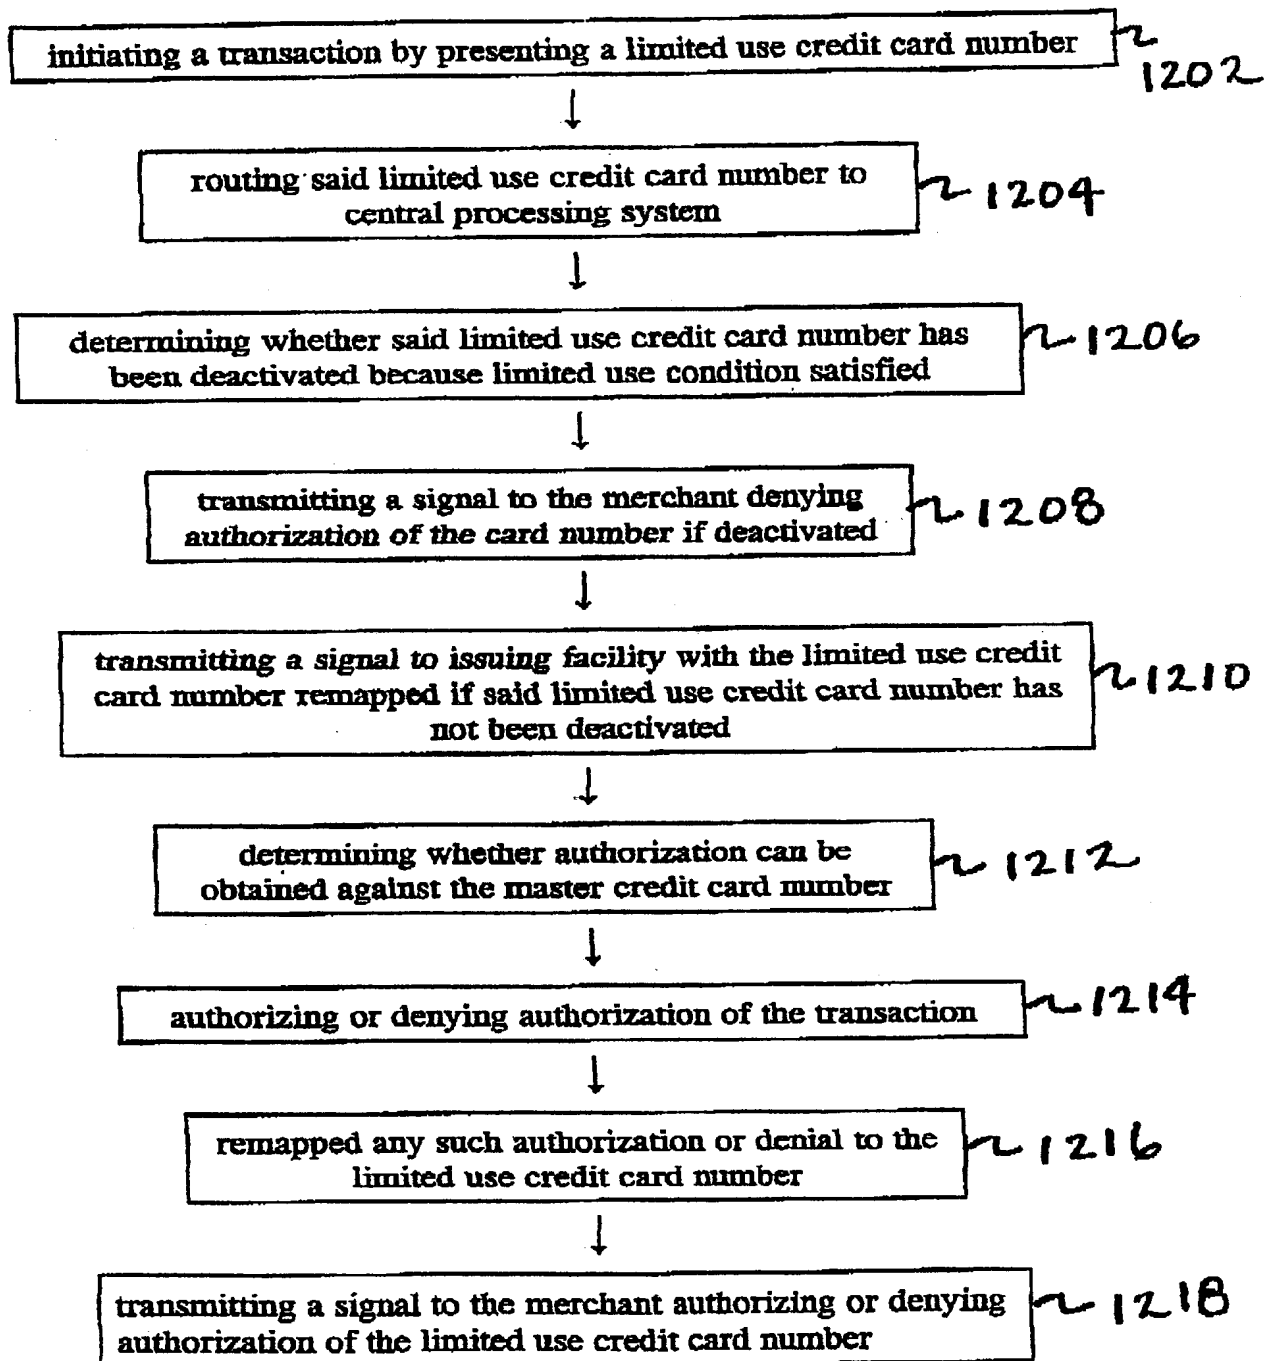 initiating a transaction by presenting a limited use credit card number
1202
routing said limited use credit card number to
central processing system
1204
determining whether said limited use credit card number has
been deactivated because limited use condition satisfied
1206
transmitting a signal to the merchant denying
authorization of the card number if deactivated
1208
transmitting a signal to issuing facility with the limited use credit
card number remapped if said limited use credit card number has
not been deactivated
1210
determining whether authorization can be
obtained against the master credit card number
1212
authorizing or denying authorization of the transaction
1214
remapped any such authorization or denial to the
limited use credit card number
1216
transmitting a signal to the merchant authorizing or denying
authorization of the limited use credit card number
1218